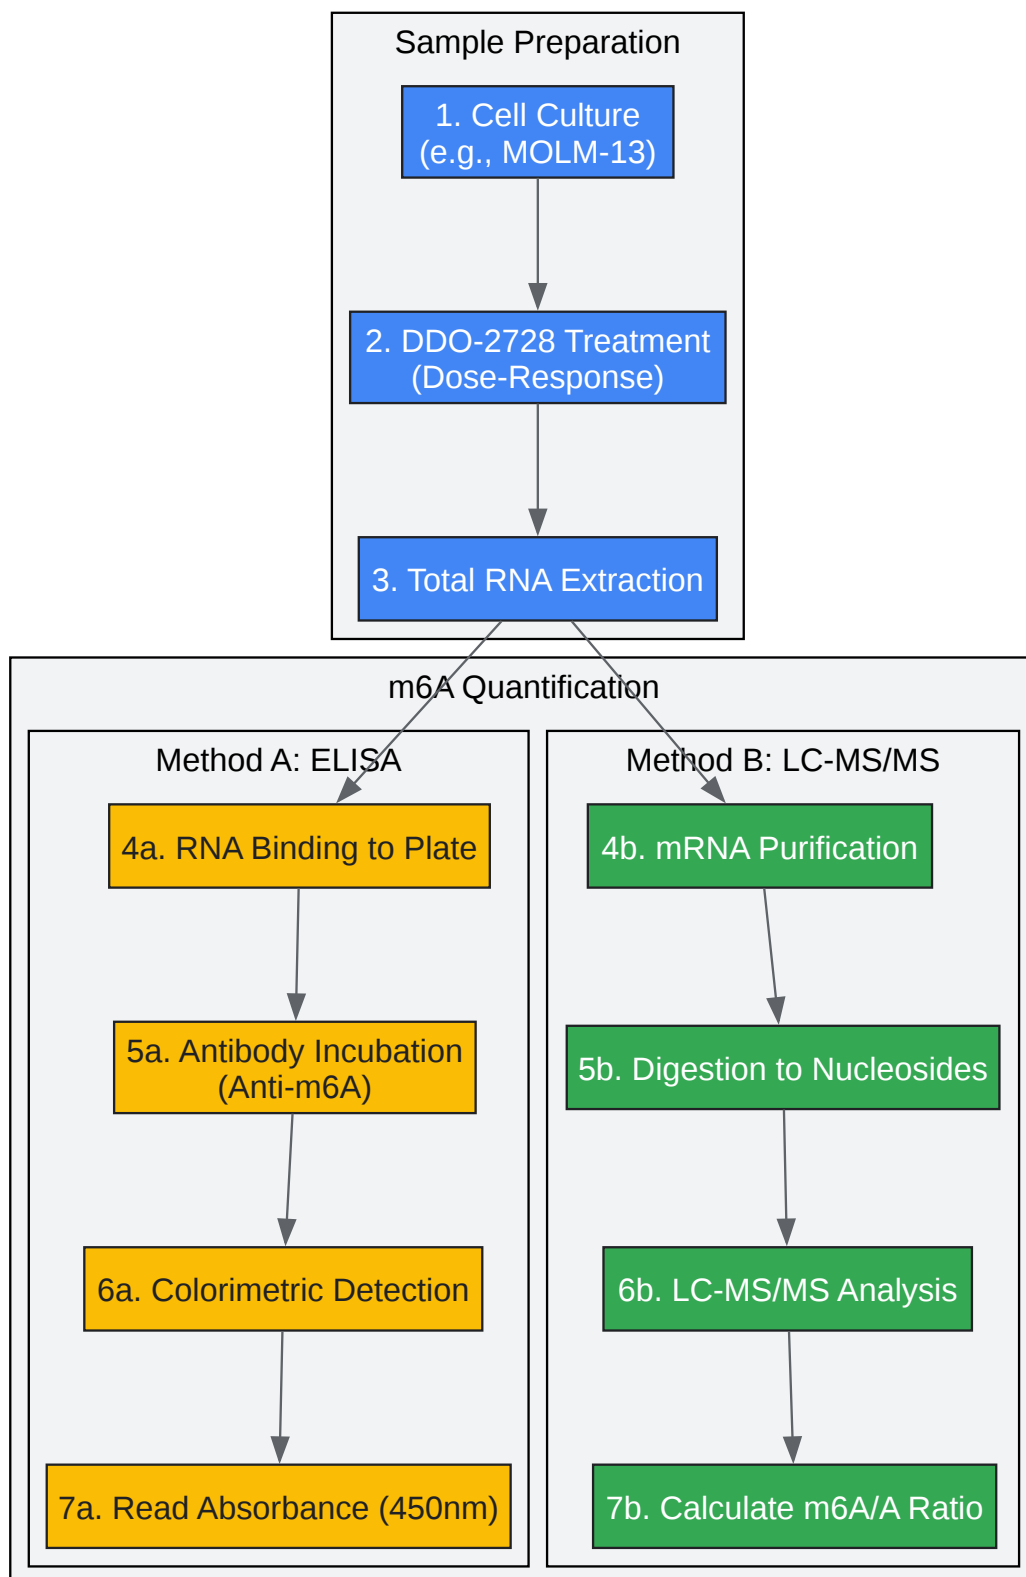 Sample Preparation
1. Cell Culture
(e.g., MOLM-13)
2. DDO-2728 Treatment
(Dose-Response)
3. Total RNA Extraction
m6A Quantification
Method A: ELISA
4a. RNA Binding to Plate
5a. Antibody Incubation
(Anti-m6A)
6a. Colorimetric Detection
7a. Read Absorbance (450nm)
Method B: LC-MS/MS
4b. mRNA Purification
5b. Digestion to Nucleosides
6b. LC-MS/MS Analysis
7b. Calculate m6A/A Ratio